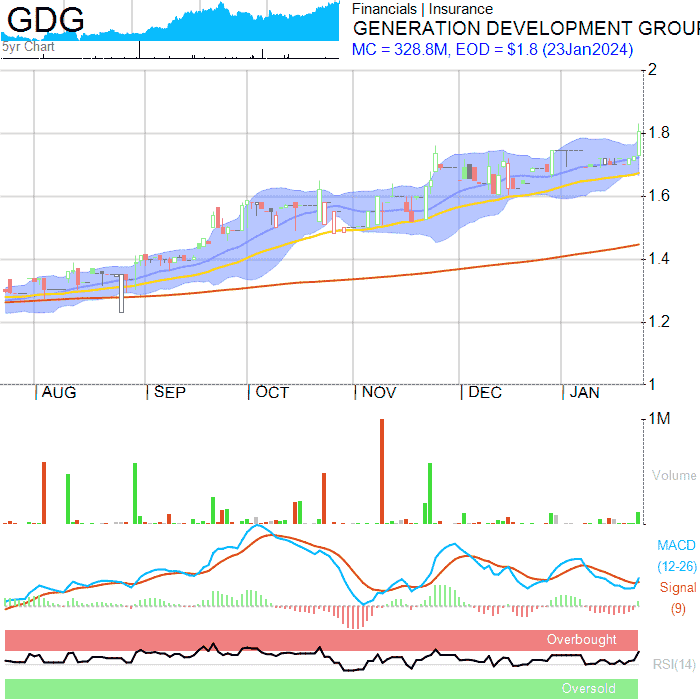 GDG
5yr Chart
Financials | Insurance
GENERATION DEVELOPMENT GROU
MC = 328.8M, EOD = $1.8 (23Jan2024)
2
1.8
1.6
1.4
1.2
1
AUG SEP OCT NOV DEC JAN
1M
Volume
MACD
(12-26)
Signal
(9)
Overbought
RSI(14)
Oversold